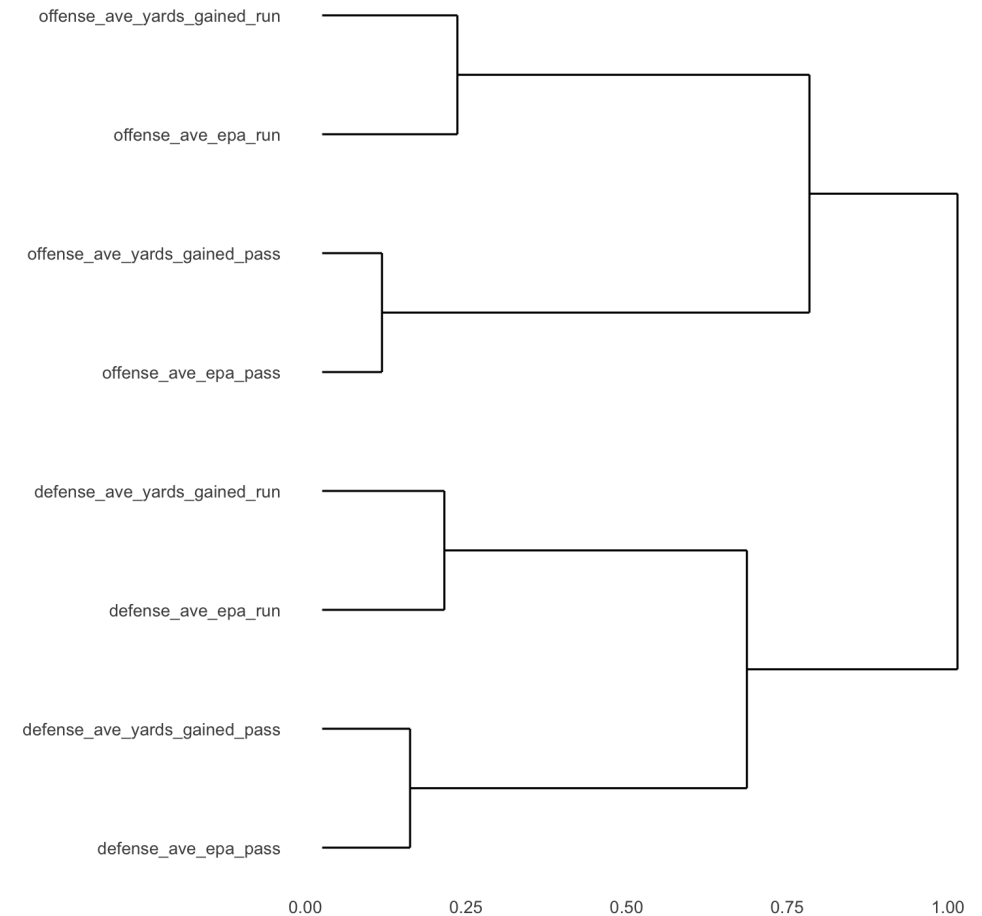 offense_ave_yards_gained_run
offense_ave_epa_run
offense_ave_yards_gained_pass
offense_ave_epa_pass
defense_ave_yards_gained_run
defense_ave_epa_run
defense_ave_yards_gained_pass
defense_ave_epa_pass
0.00 0.25 0.50 0.75 1.00